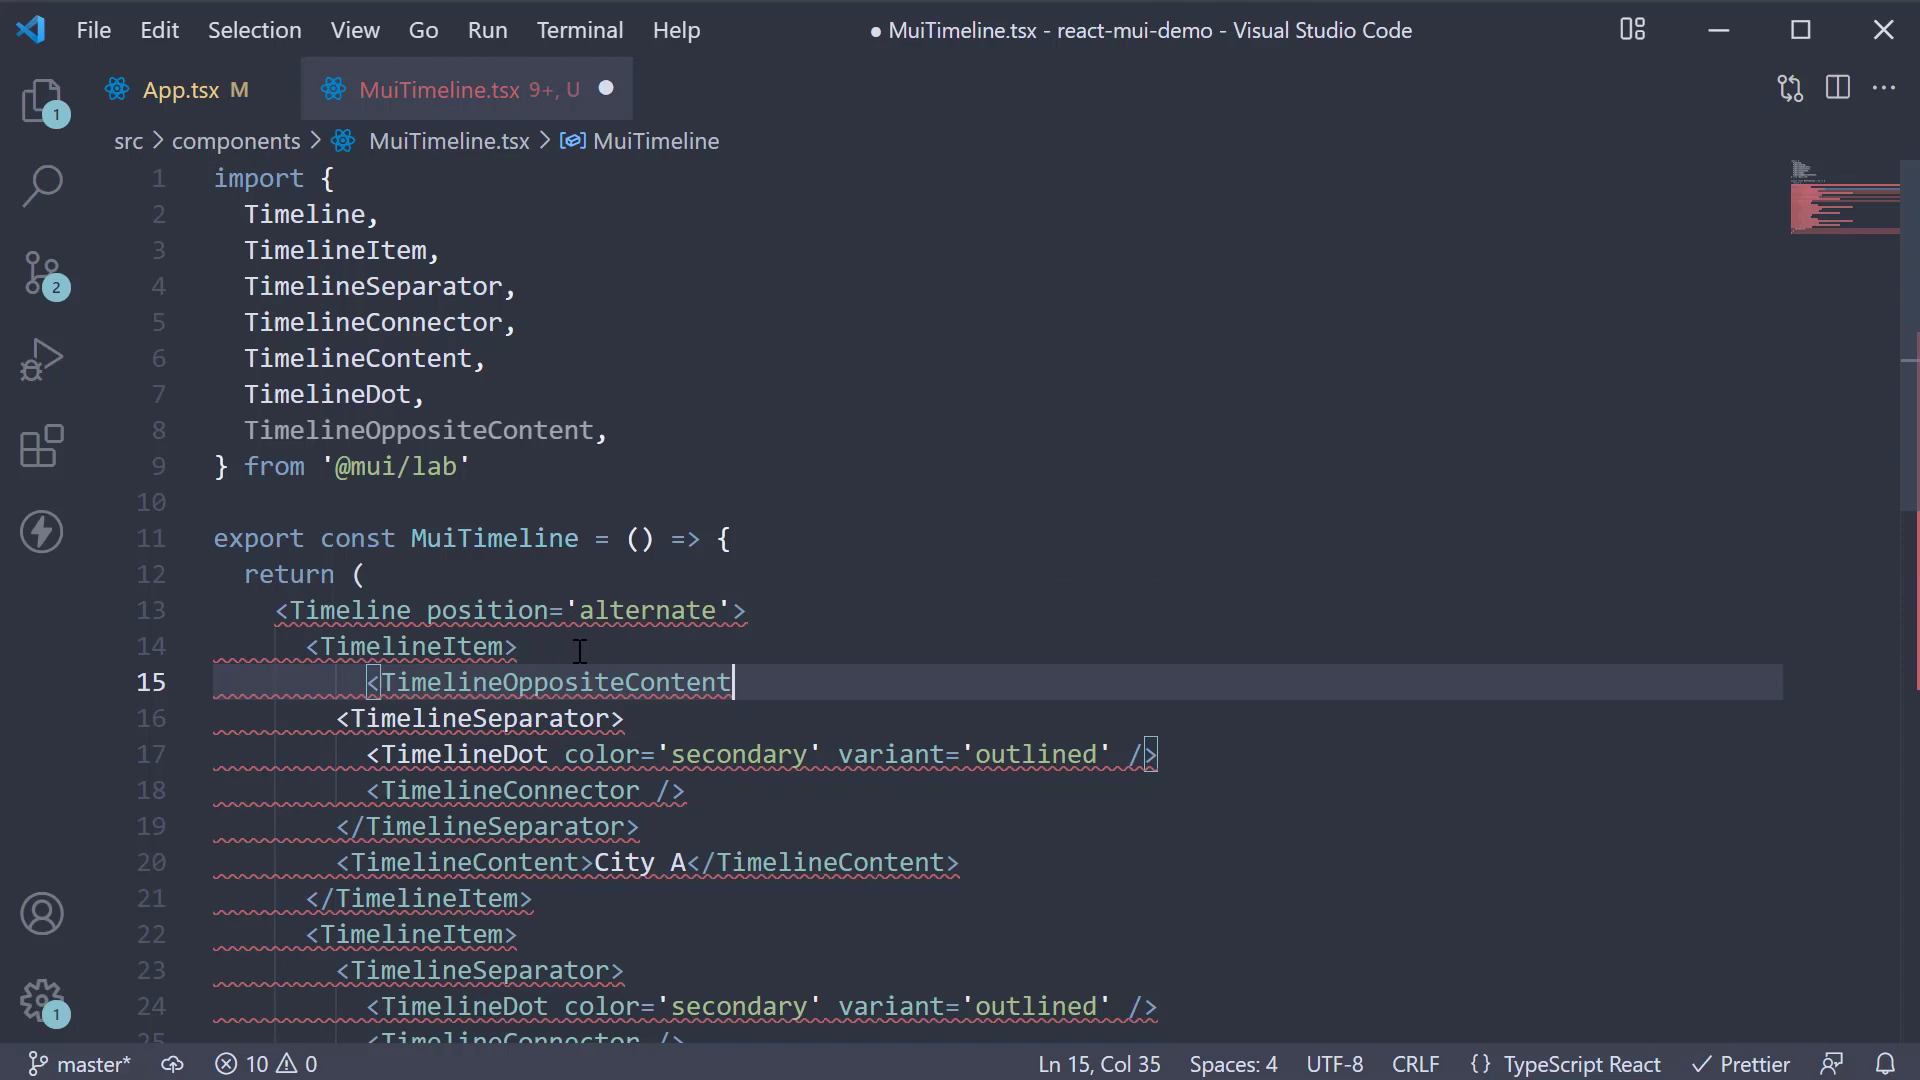 File Edit Selection View Go Run Terminal Help ● MuiTimeline.tsx - react-mui-demo - Visual Studio Code
App.tsx M MuiTimeline.tsx 9+, U
src > components > MuiTimeline.tsx > MuiTimeline
1 import {
2 Timeline,
3 TimelineItem,
4 TimelineSeparator,
5 TimelineConnector,
6 TimelineContent,
7 TimelineDot,
8 TimelineOppositeContent,
9 } from '@mui/lab'
10
11 export const MuiTimeline = () => {
12 return (
13 <Timeline position='alternate'>
14 <TimelineItem>
15 <TimelineOppositeContent
16 <TimelineSeparator>
17 <TimelineDot color='secondary' variant='outlined' />
18 <TimelineConnector />
19 </TimelineSeparator>
20 <TimelineContent>City A</TimelineContent>
21 </TimelineItem>
22 <TimelineItem>
23 <TimelineSeparator>
24 <TimelineDot color='secondary' variant='outlined' />
25 <TimelineConnector />
1
2
1
master* 10 0 Ln 15, Col 35 Spaces: 4 UTF-8 CRLF {} TypeScript React Prettier